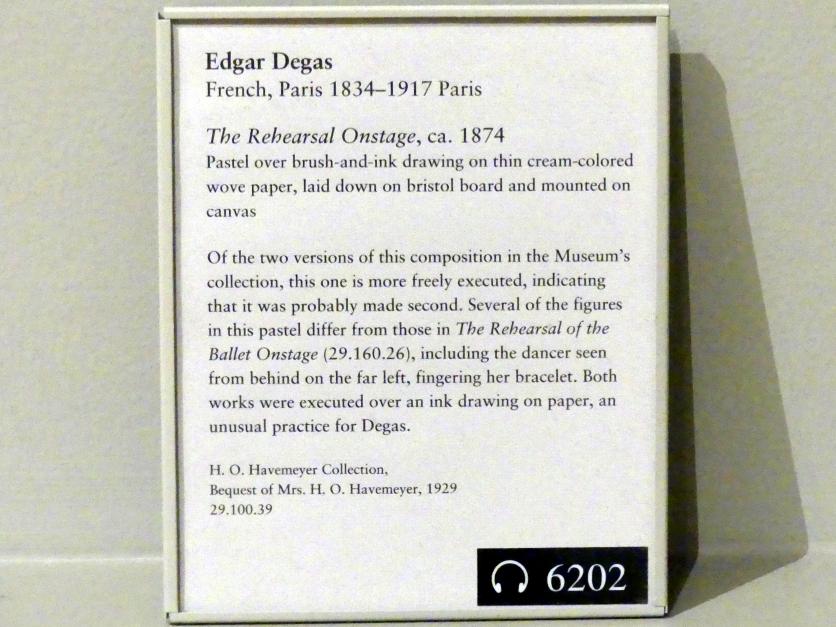 Edgar Degas
French, Paris 1834–1917 Paris
The Rehearsal Onstage, ca. 1874
Pastel over brush-and-ink drawing on thin cream-colored
wove paper, laid down on bristol board and mounted on
canvas
Of the two versions of this composition in the Museum's
collection, this one is more freely executed, indicating
that it was probably made second. Several of the figures
in this pastel differ from those in The Rehearsal of the
Ballet Onstage (29.160.26), including the dancer seen
from behind on the far left, fingering her bracelet. Both
works were executed over an ink drawing on paper, an
unusual practice for Degas.
H. O. Havemeyer Collection,
Bequest of Mrs. H. O. Havemeyer, 1929
29.100.39
6202